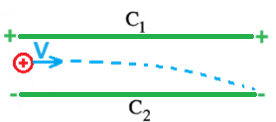 C₁
+ +
+ V
- -
C₂